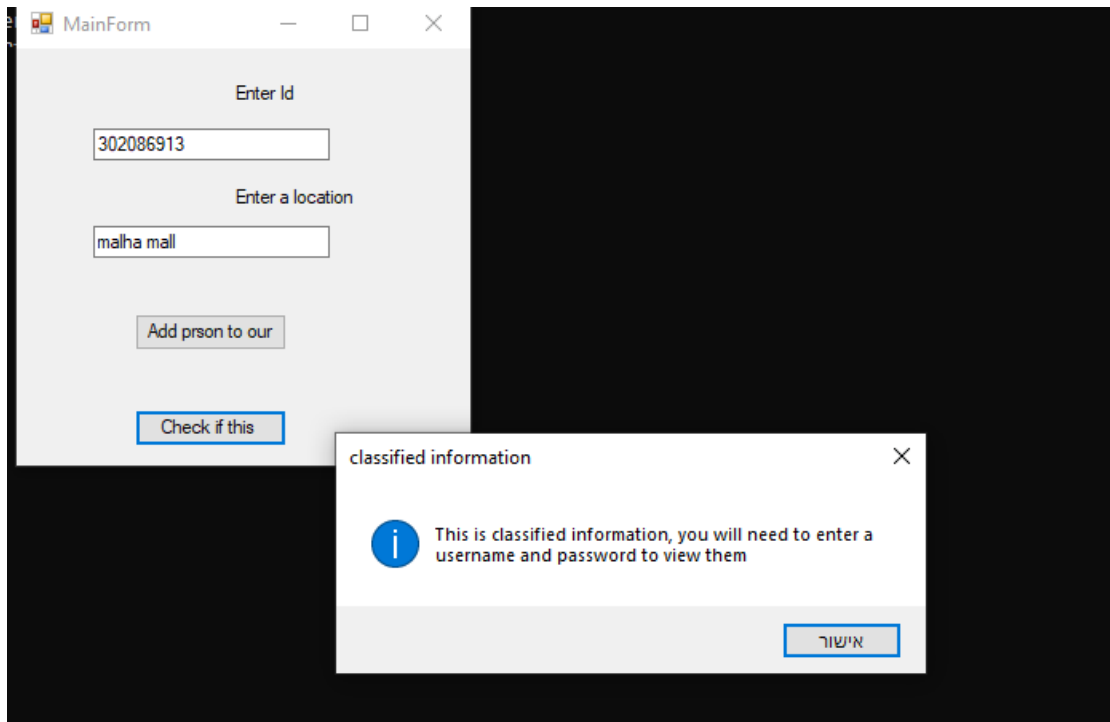 MainForm
Enter Id
302086913
Enter a location
malha mall
Add prson to our
Check if this
classified information
This is classified information, you will need to enter a
username and password to view them
אישור